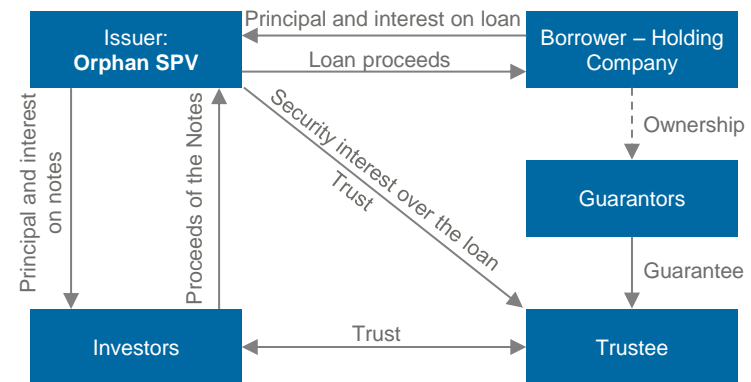 Principal and interest on loan
Issuer:
Orphan SPV
Borrower – Holding
Company
Loan proceeds
Principal and interest
on notes
Proceeds of the Notes
Security interest over the loan
Trust
Ownership
Guarantors
Guarantee
Investors
Trust
Trustee